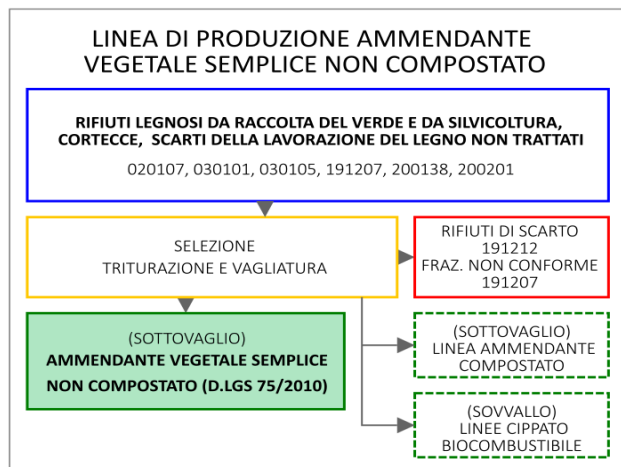 LINEA DI PRODUZIONE AMMENDANTE
VEGETALE SEMPLICE NON COMPOSTATO
RIFIUTI LEGNOSI DA RACCOLTA DEL VERDE E DA SILVICOLTURA,
CORTECCE, SCARTI DELLA LAVORAZIONE DEL LEGNO NON TRATTATI
020107, 030101, 030105, 191207, 200138, 200201
SELEZIONE
TRITURAZIONE E VAGLIATURA
RIFIUTI DI SCARTO
191212
FRAZ. NON CONFORME
191207
(SOTTOVAGLIO)
AMMENDANTE VEGETALE SEMPLICE
NON COMPOSTATO (D.LGS 75/2010)
(SOTTOVAGLIO)
LINEA AMMENDANTE
COMPOSTATO
(SOVVALLO)
LINEE CIPPATO
BIOCOMBUSTIBILE